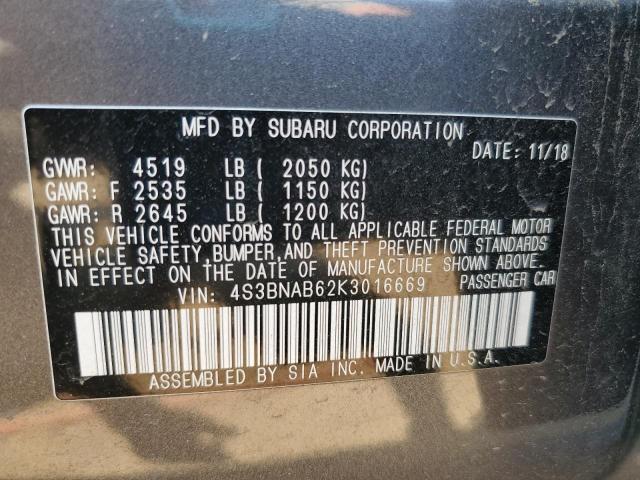 MFD BY SUBARU CORPORATION
DATE: 11/18
GVWR: 4519 LB ( 2050 KG)
GAWR: F 2535 LB ( 1150 KG)
GAWR: R 2645 LB ( 1200 KG)
THIS VEHICLE CONFORMS TO ALL APPLICABLE FEDERAL MOTOR
VEHICLE SAFETY, BUMPER, AND THEFT PREVENTION STANDARDS
IN EFFECT ON THE DATE OF MANUFACTURE SHOWN ABOVE.
VIN: 4S3BNAB62K3016669 PASSENGER CAR
ASSEMBLED BY SIA INC. MADE IN U.S.A.